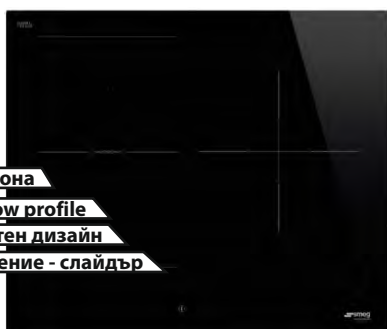 она
ow profile
тен дизайн
ение - слайдър
smeg